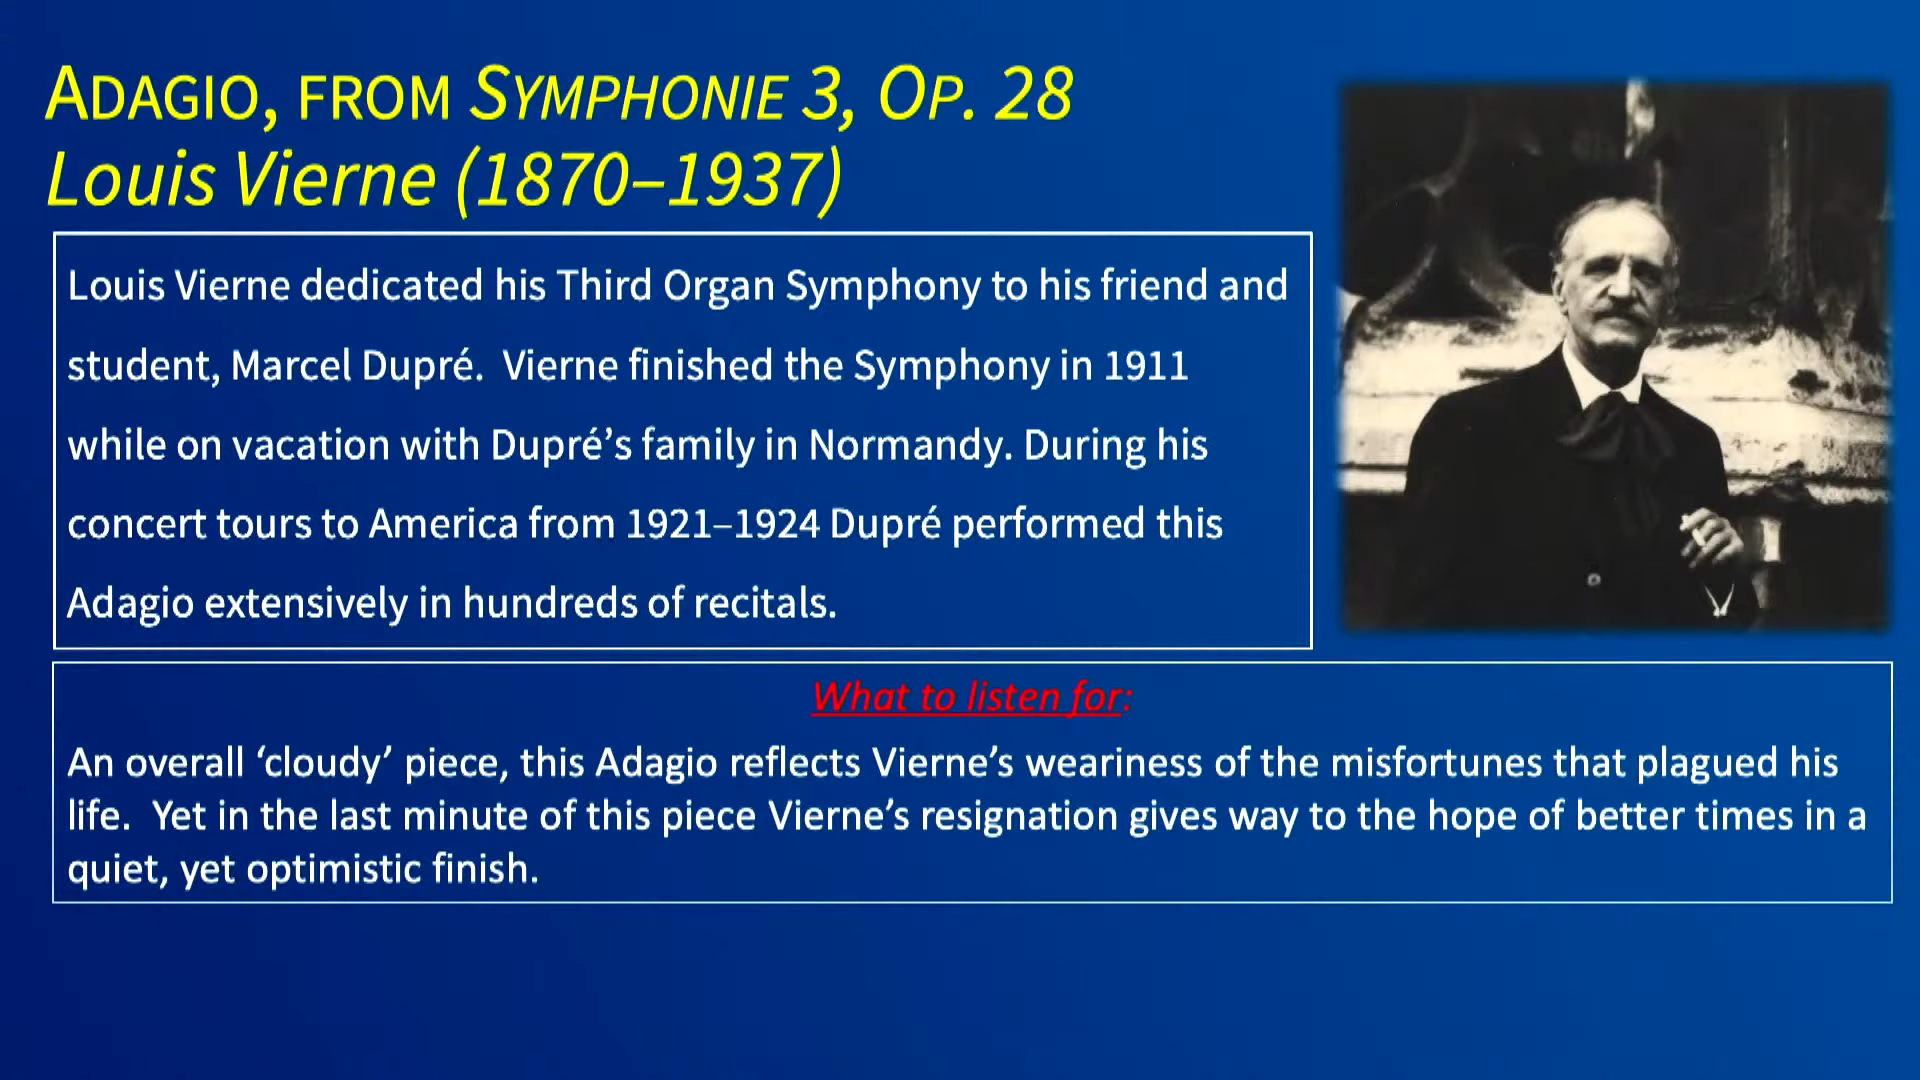 ADAGIO, FROM SYMPHONIE 3, OP. 28
Louis Vierne (1870–1937)
Louis Vierne dedicated his Third Organ Symphony to his friend and
student, Marcel Dupré.  Vierne finished the Symphony in 1911
while on vacation with Dupré’s family in Normandy. During his
concert tours to America from 1921–1924 Dupré performed this
Adagio extensively in hundreds of recitals.
What to listen for:
An overall ‘cloudy’ piece, this Adagio reflects Vierne’s weariness of the misfortunes that plagued his
life.  Yet in the last minute of this piece Vierne’s resignation gives way to the hope of better times in a
quiet, yet optimistic finish.